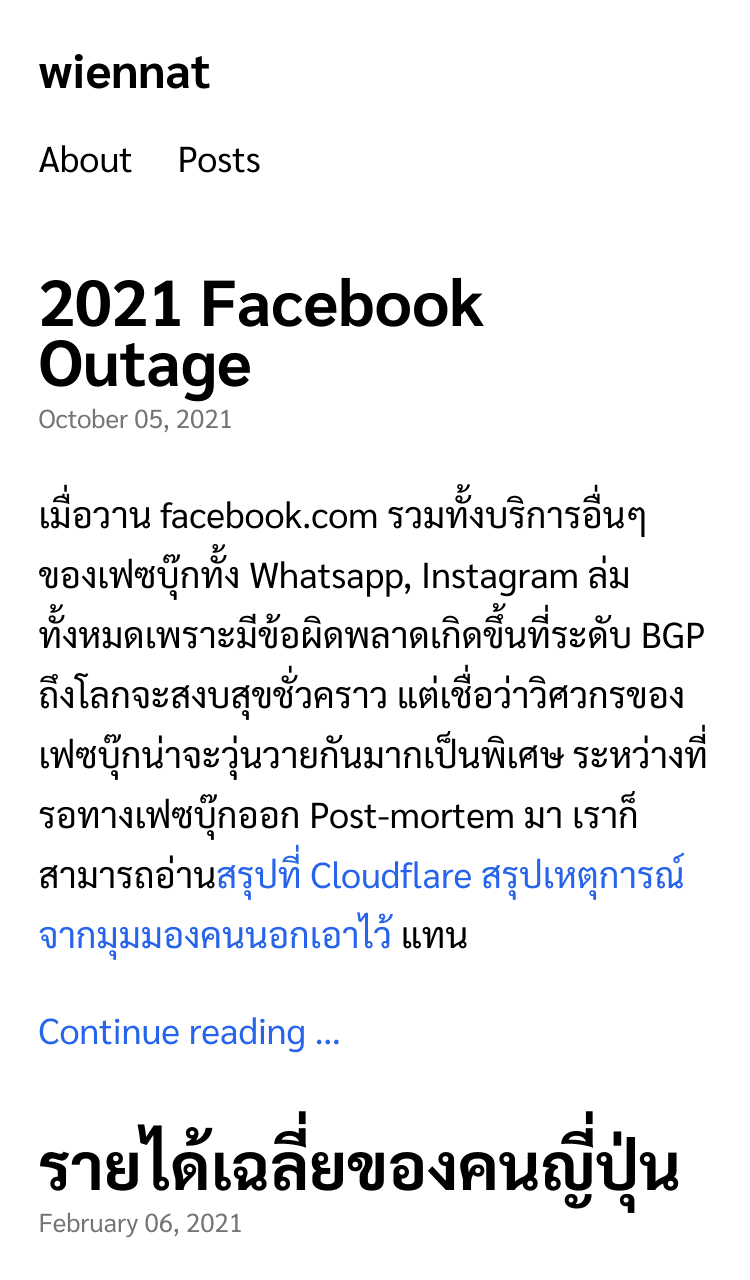 wiennat
About Posts
2021 Facebook
Outage
October 05, 2021
เมื่อวาน facebook.com รวมทั้งบริการอื่นๆ
ของเฟซบุ๊กทั้ง Whatsapp, Instagram ล่ม
ทั้งหมดเพราะมีข้อผิดพลาดเกิดขึ้นที่ระดับ BGP
ถึงโลกจะสงบสุขชั่วคราว แต่เชื่อว่าวิศวกรของ
เฟซบุ๊กน่าจะวุ่นวายกันมากเป็นพิเศษ ระหว่างที่
รอทางเฟซบุ๊กออก Post-mortem มา เราก็
สามารถอ่านสรุปที่ Cloudflare สรุปเหตุการณ์
จากมุมมองคนนอกเอาไว้ แทน
Continue reading ...
รายได้เฉลี่ยของคนญี่ปุ่น
February 06, 2021